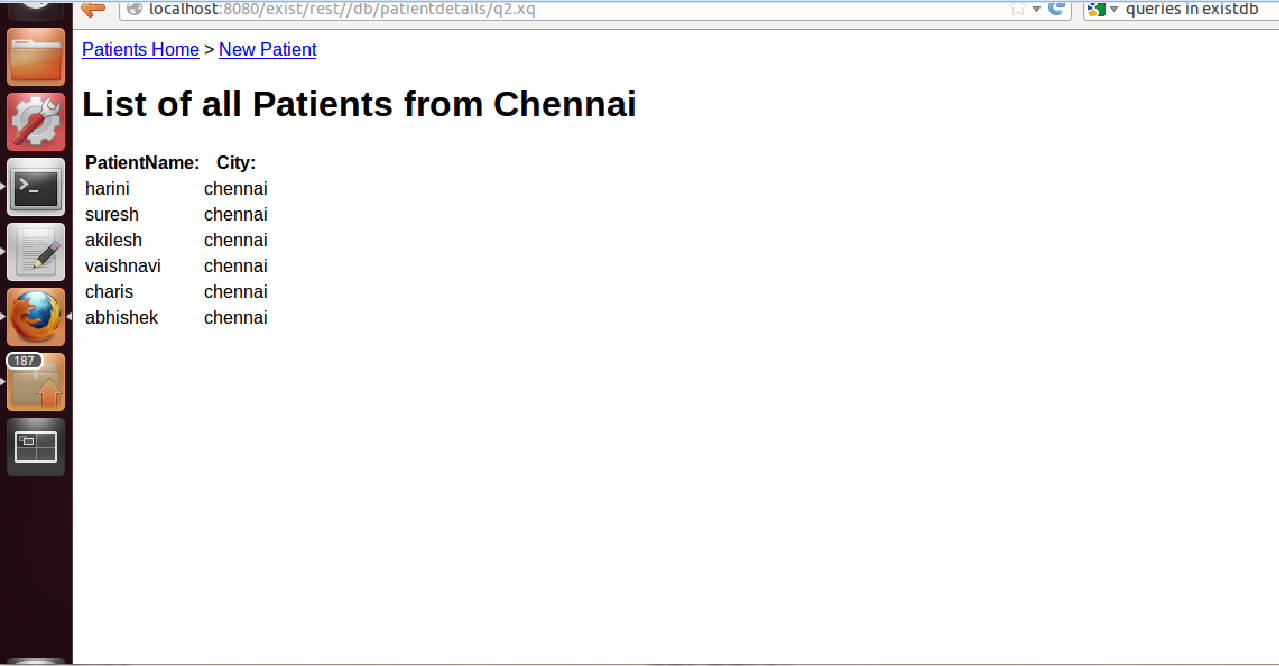 localhost:8080/exist/rest//db/patientdetails/q2.xq queries in existdb
Patients Home > New Patient
List of all Patients from Chennai
PatientName: City:
harini chennai
suresh chennai
akilesh chennai
vaishnavi chennai
charis chennai
abhishek chennai
187